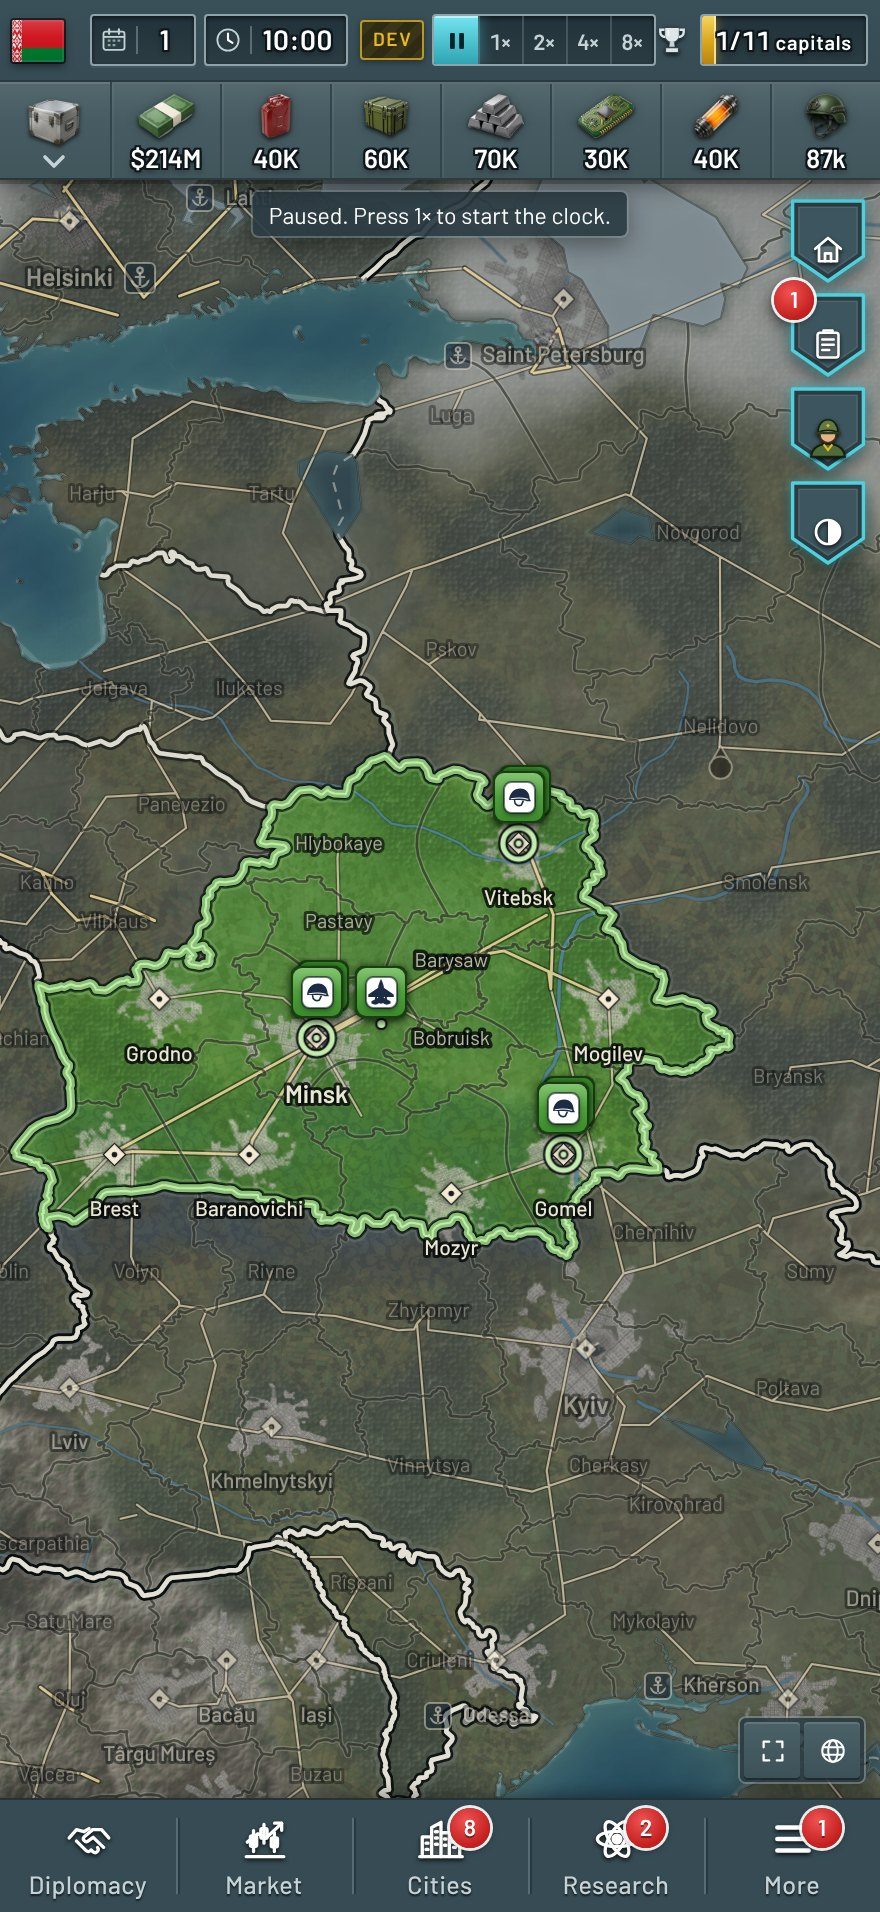 1
10:00
DEV
1×
2×
4×
8×
1/11 capitals
$214M
40K
60K
70K
30K
40K
87k
Paused. Press 1× to start the clock.
Helsinki
1
Saint Petersburg
Luga
Harju
Tartu
Novgorod
Pskov
Jelgava
Ilukstes
Nelidovo
Panevezio
Hlybokaye
Kauno
Smolensk
Vitebsk
Vilniaus
Pastavy
Barysaw
Bobruisk
Grodno
Mogilev
Minsk
Bryansk
Brest
Baranovichi
Gomel
Chernihiv
Mozyr
Volyn
Rivne
Sumy
Zhytomyr
Poltava
Kyiv
Lviv
Vinnytsya
Cherkasy
Khmelnytskyi
Kirovohrad
Rîşcani
Satu Mare
Mykolayiv
Criuleni
Cluj
Kherson
Bacău
Iași
Odessa
Târgu Mureș
Valcea
Buzau
8
2
1
Diplomacy
Market
Cities
Research
More